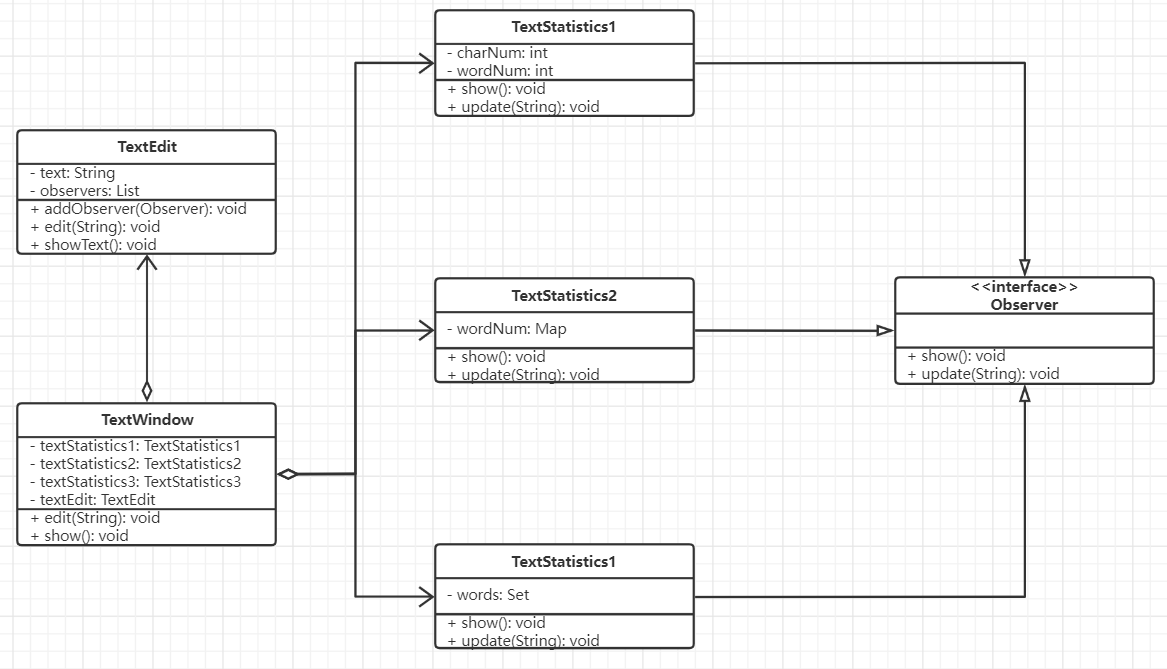 TextStatistics1
- charNum: int
- wordNum: int
+ show(): void
+ update(String): void
TextEdit
- text: String
- observers: List
+ addObserver(Observer): void
+ edit(String): void
+ showText(): void
TextStatistics2
- wordNum: Map
+ show(): void
+ update(String): void
<<interface>>
Observer
+ show(): void
+ update(String): void
TextWindow
- textStatistics1: TextStatistics1
- textStatistics2: TextStatistics2
- textStatistics3: TextStatistics3
- textEdit: TextEdit
+ edit(String): void
+ show(): void
TextStatistics1
- words: Set
+ show(): void
+ update(String): void